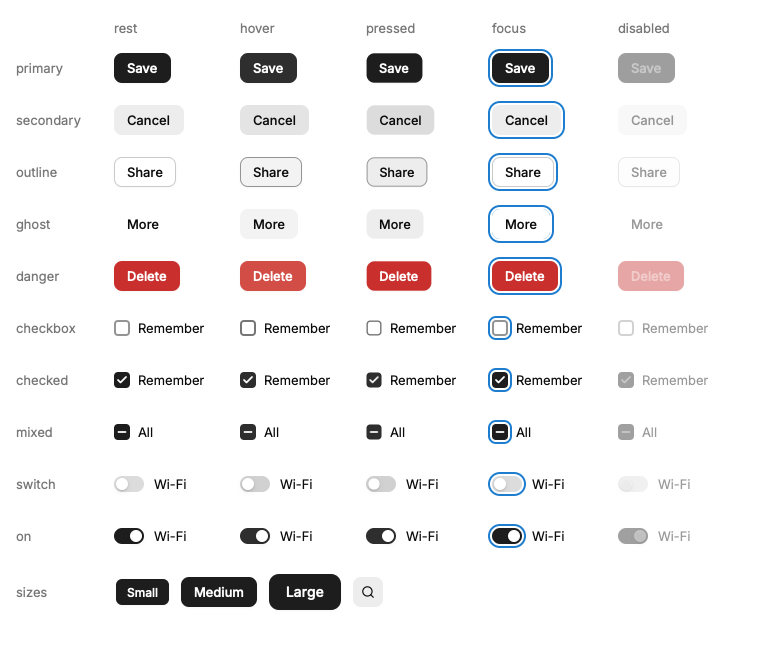 rest hover pressed focus disabled
primary Save Save Save Save Save
secondary Cancel Cancel Cancel Cancel Cancel
outline Share Share Share Share Share
ghost More More More More More
danger Delete Delete Delete Delete Delete
checkbox Remember Remember Remember Remember Remember
checked Remember Remember Remember Remember Remember
mixed All All All All All
switch Wi-Fi Wi-Fi Wi-Fi Wi-Fi Wi-Fi
on Wi-Fi Wi-Fi Wi-Fi Wi-Fi Wi-Fi
sizes Small Medium Large